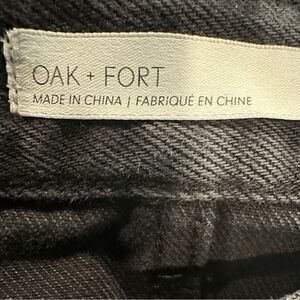 OAK + FORT
MADE IN CHINA | FABRIQUÉ EN CHINE